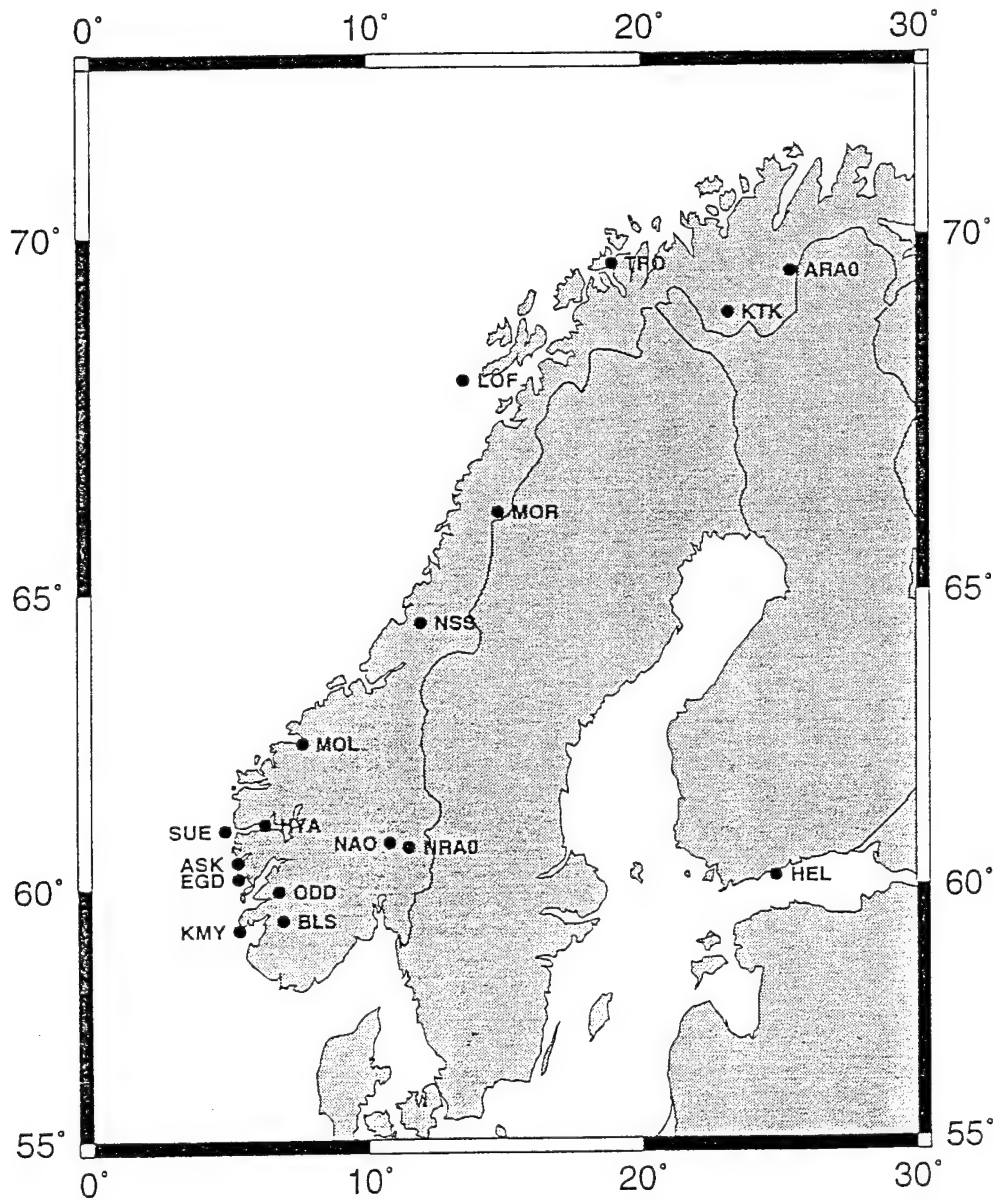 0° 10° 20° 30°
70° 70°
TRO
ARA0
KTK
LOF
MOR
65° 65°
NSS
MOL
HYA
SUE
NAO
NRA0
ASK
HEL
EGD
60° 60°
ODD
BLS
KMY
55° 55°
0° 10° 20° 30°